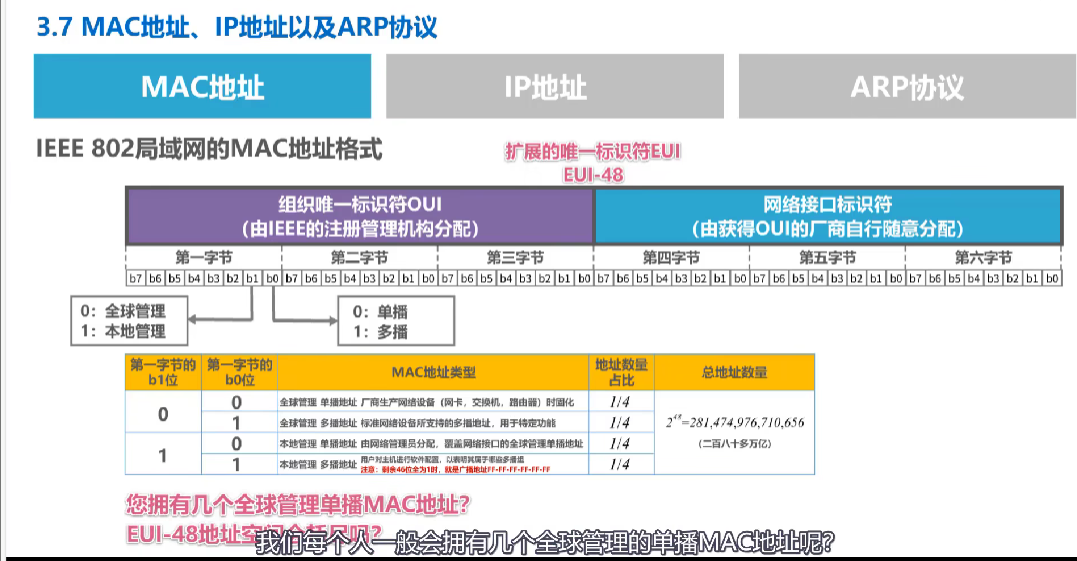 3.7 MAC地址、IP地址以及ARP协议
MAC地址 IP地址 ARP协议
IEEE 802局域网的MAC地址格式
扩展的唯一标识符EUI
EUI-48
组织唯一标识符OUI 网络接口标识符
（由IEEE的注册管理机构分配） （由获得OUI的厂商自行随意分配）
第一字节 第二字节 第三字节 第四字节 第五字节 第六字节
b7 b6 b5 b4 b3 b2 b1 b0 b7 b6 b5 b4 b3 b2 b1 b0 b7 b6 b5 b4 b3 b2 b1 b0 b7 b6 b5 b4 b3 b2 b1 b0 b7 b6 b5 b4 b3 b2 b1 b0 b7 b6 b5 b4 b3 b2 b1 b0
0：全球管理
1：本地管理
0：单播
1：多播
第一字节的b1位 第一字节的b0位 MAC地址类型 地址数量占比 总地址数量
0 0 全球管理 单播地址 厂商生产网络设备（网卡，交换机，路由器）时固化 1/4
1 全球管理 多播地址 标准网络设备所支持的多播地址，用于特定功能 1/4
2^48=281,474,976,710,656
（二百八十多万亿）
1 0 本地管理 单播地址 由网络管理员分配，覆盖网络接口的全球管理单播地址 1/4
1 本地管理 多播地址 用户对主机进行软件配置，以表明其属于哪些多播组 1/4
注意：剩余46位全为1时，就是广播地址FF-FF-FF-FF-FF-FF
您拥有几个全球管理单播MAC地址？
EUI-48地址空间会耗尽吗？
我们每个人一般会拥有几个全球管理的单播MAC地址呢？